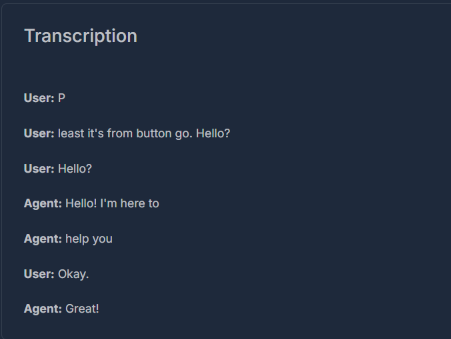 Transcription
User: P
User: least it's from button go. Hello?
User: Hello?
Agent: Hello! I'm here to
Agent: help you
User: Okay.
Agent: Great!